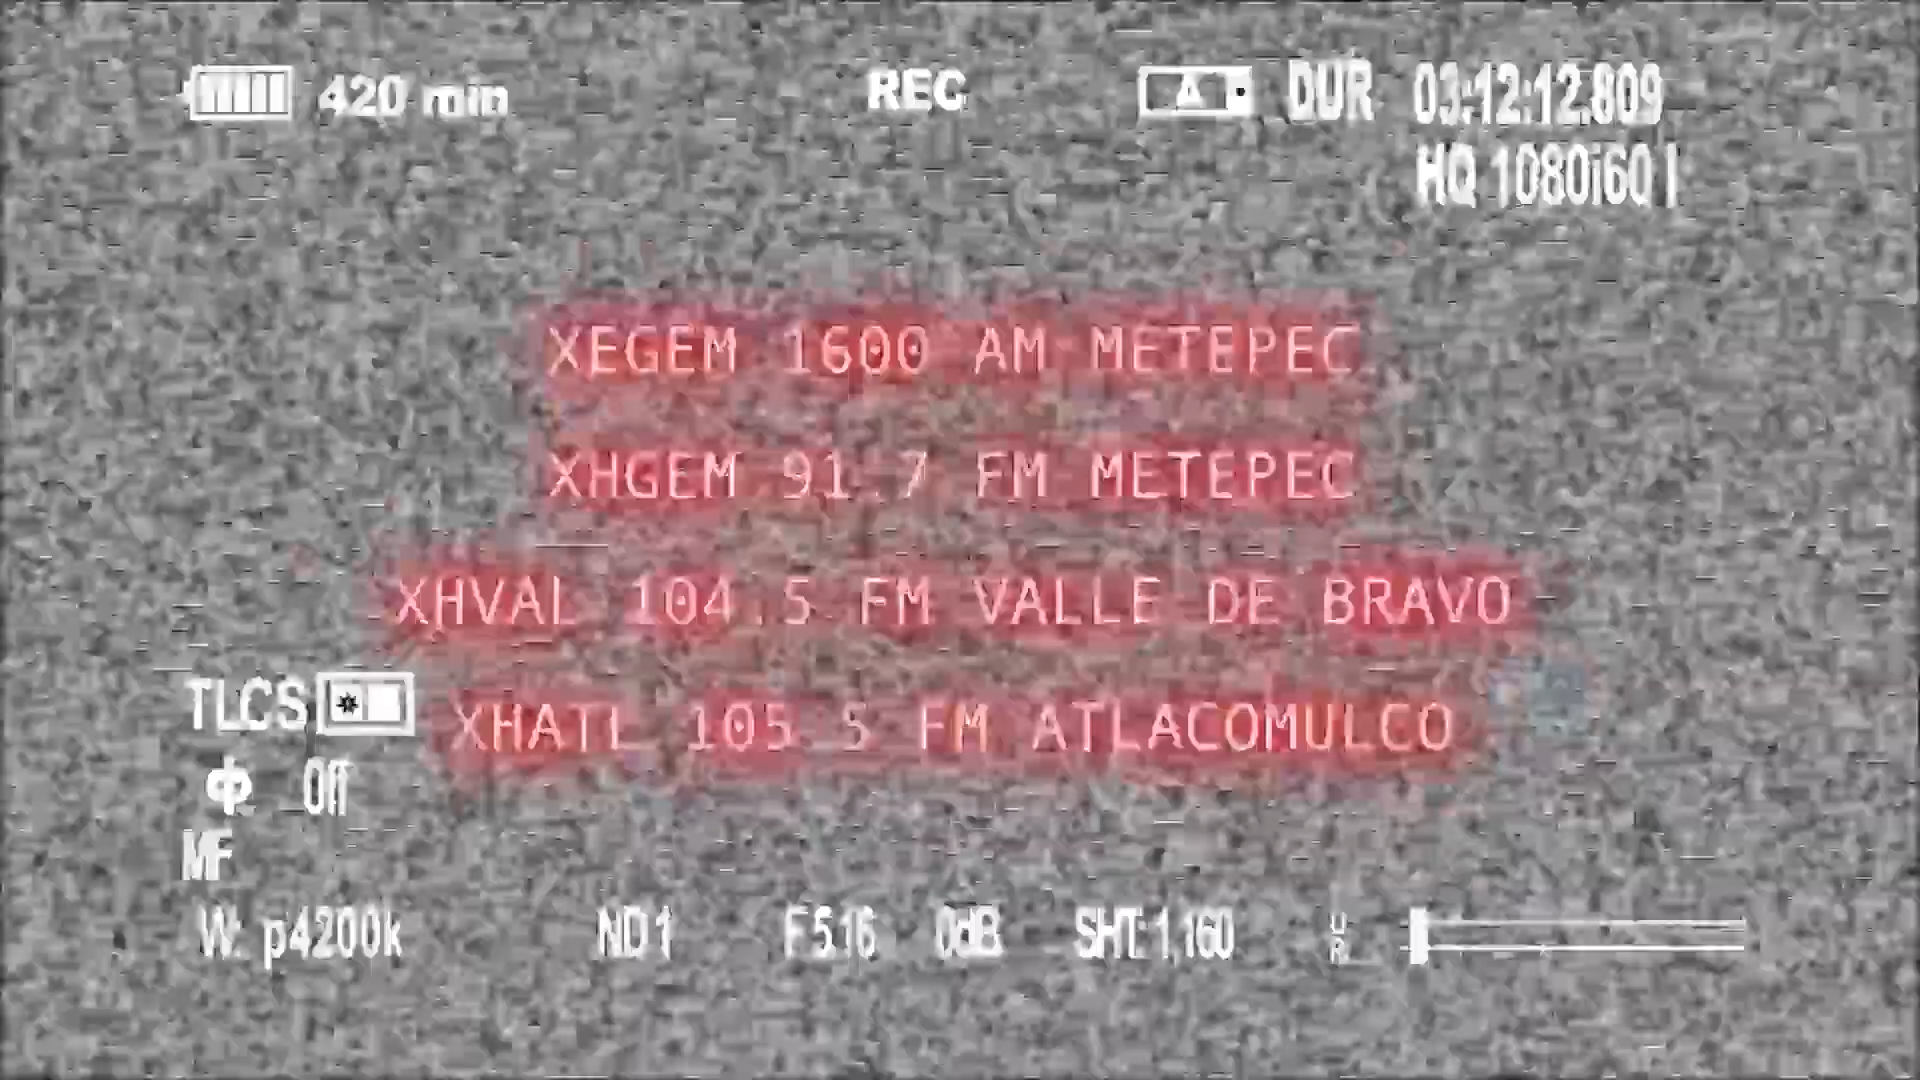 420 min REC DUR 03:12:12.809
HQ 1080i60
XEGEM 1600 AM METEPEC
XHGEM 91.7 FM METEPEC
XHVAL 104.5 FM VALLE DE BRAVO
XHATL 105.5 FM ATLACOMULCO
TLCS
Off
MF
W: p4200k ND1 F5.16 0dB SHT:1,160